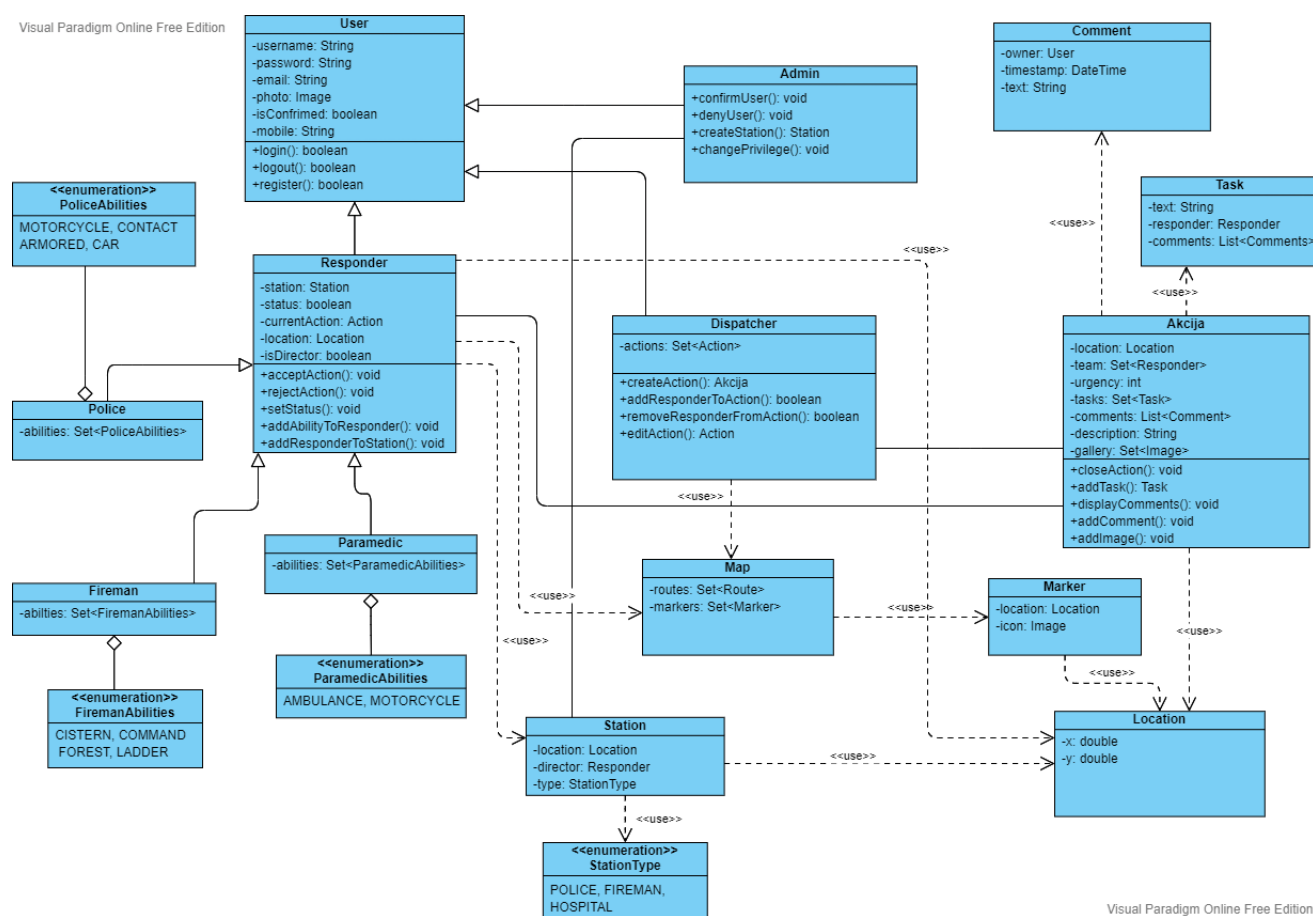 Visual Paradigm Online Free Edition
User
-username: String
-password: String
-email: String
-photo: Image
-isConfrimed: boolean
-mobile: String
+login(): boolean
+logout(): boolean
+register(): boolean
Admin
+confirmUser(): void
+denyUser(): void
+createStation(): Station
+changePrivilege(): void
Comment
-owner: User
-timestamp: DateTime
-text: String
<<enumeration>>
PoliceAbilities
MOTORCYCLE, CONTACT
ARMORED, CAR
Task
-text: String
-responder: Responder
-comments: List<Comments>
<<use>>
<<use>>
<<use>>
Responder
-station: Station
-status: boolean
-currentAction: Action
-location: Location
-isDirector: boolean
+acceptAction(): void
+rejectAction(): void
+setStatus(): void
+addAbilityToResponder(): void
+addResponderToStation(): void
Dispatcher
-actions: Set<Action>
+createAction(): Akcija
+addResponderToAction(): boolean
+removeResponderFromAction(): boolean
+editAction(): Action
Akcija
-location: Location
-team: Set<Responder>
-urgency: int
-tasks: Set<Task>
-comments: List<Comment>
-description: String
-gallery: Set<Image>
+closeAction(): void
+addTask(): Task
+displayComments(): void
+addComment(): void
+addImage(): void
Police
-abilities: Set<PoliceAbilities>
<<use>>
Paramedic
-abilities: Set<ParamedicAbilities>
Fireman
-abilties: Set<FiremanAbilities>
Map
-routes: Set<Route>
-markers: Set<Marker>
Marker
-location: Location
-icon: Image
<<use>>
<<use>>
<<use>>
<<use>>
<<use>>
<<enumeration>>
ParamedicAbilities
AMBULANCE, MOTORCYCLE
<<enumeration>>
FiremanAbilities
CISTERN, COMMAND
FOREST, LADDER
Station
-location: Location
-director: Responder
-type: StationType
Location
-x: double
-y: double
<<use>>
<<use>>
<<enumeration>>
StationType
POLICE, FIREMAN,
HOSPITAL
Visual Paradigm Online Free Edition